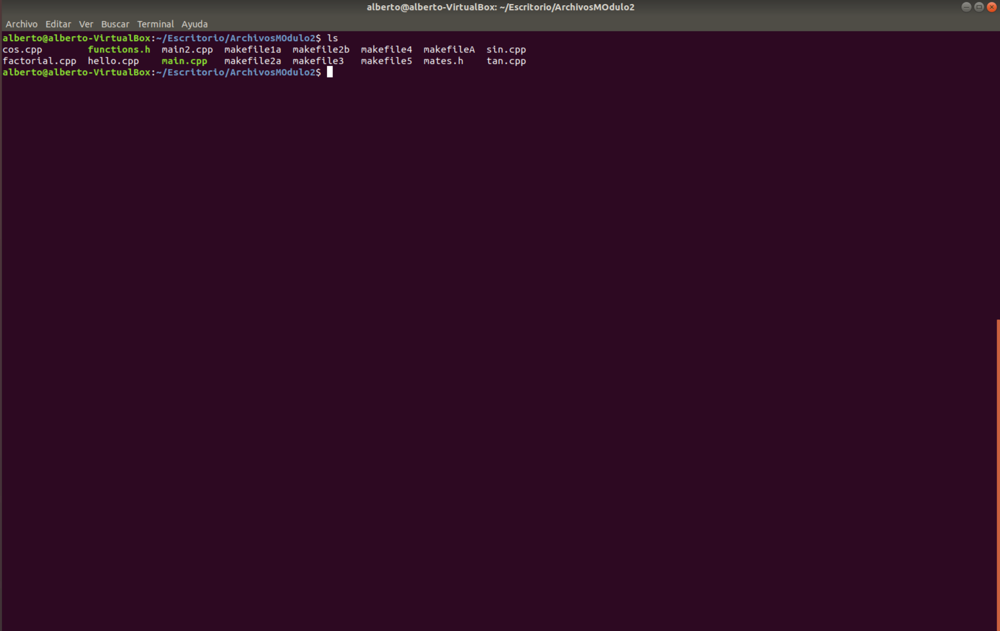 alberto@alberto-VirtualBox: ~/Escritorio/ArchivosMOdulo2
Archivo Editar Ver Buscar Terminal Ayuda
alberto@alberto-VirtualBox:~/Escritorio/ArchivosMOdulo2$ ls
cos.cpp functions.h main2.cpp makefile1a makefile2b makefile4 makefileA sin.cpp
factorial.cpp hello.cpp main.cpp makefile2a makefile3 makefile5 mates.h tan.cpp
alberto@alberto-VirtualBox:~/Escritorio/ArchivosMOdulo2$